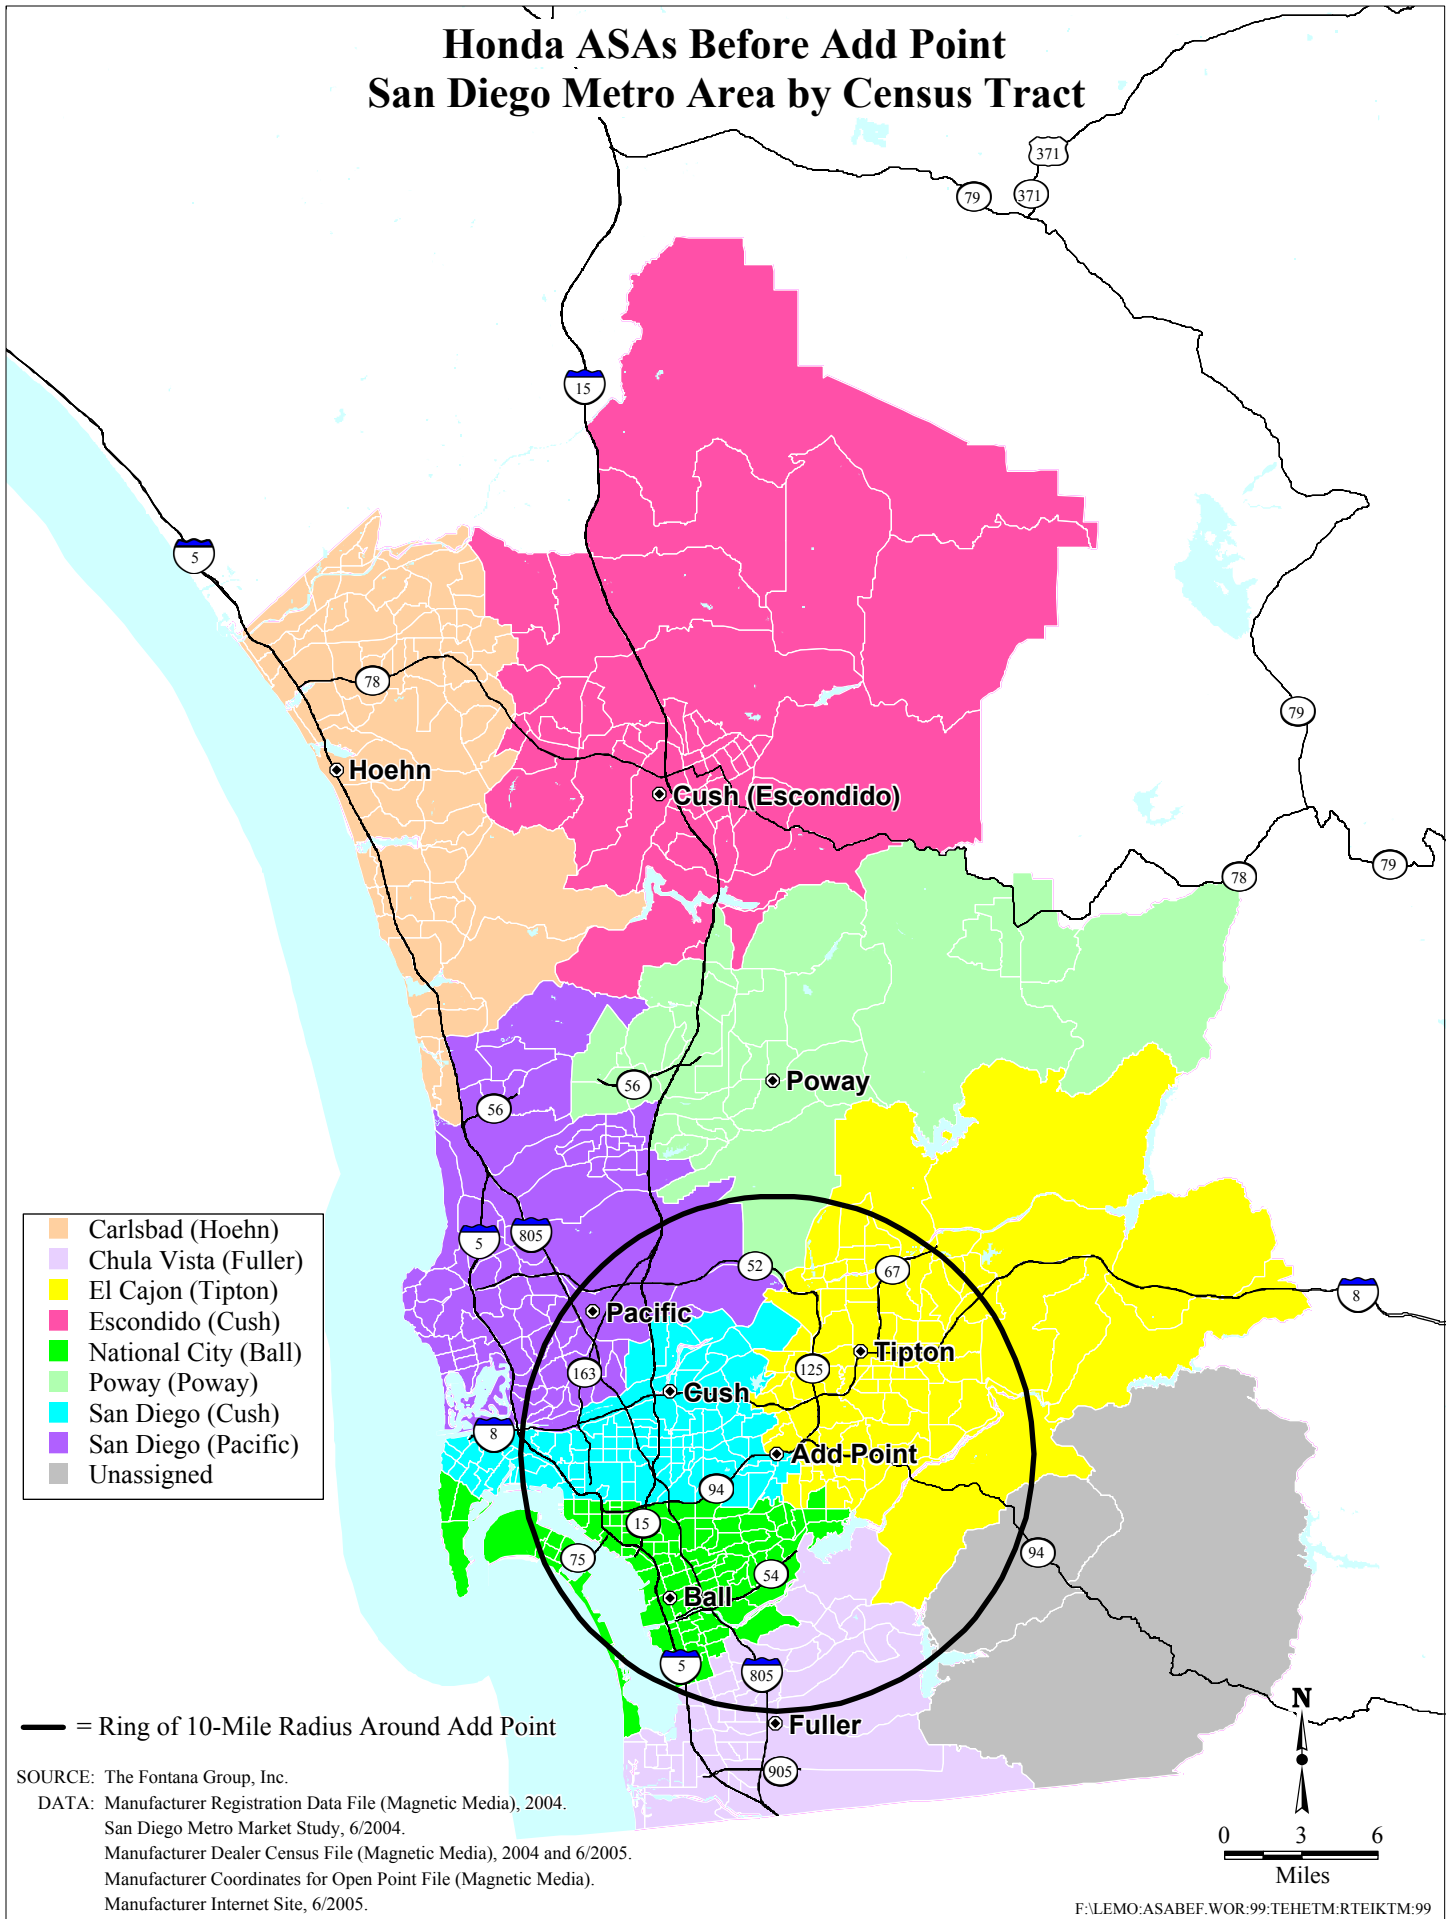 Honda ASAs Before Add Point
San Diego Metro Area by Census Tract
371
79
371
15
5
78
79
Hoehn
Cush (Escondido)
79
78
56
Poway
56
Carlsbad (Hoehn)
Chula Vista (Fuller)
El Cajon (Tipton)
Escondido (Cush)
National City (Ball)
Poway (Poway)
San Diego (Cush)
San Diego (Pacific)
Unassigned
5
805
52
67
8
Pacific
Tipton
163
125
Cush
8
Add Point
94
15
75
54
94
Ball
5
805
N
Fuller
= Ring of 10-Mile Radius Around Add Point
905
SOURCE: The Fontana Group, Inc.
DATA: Manufacturer Registration Data File (Magnetic Media), 2004.
San Diego Metro Market Study, 6/2004.
Manufacturer Dealer Census File (Magnetic Media), 2004 and 6/2005.
Manufacturer Coordinates for Open Point File (Magnetic Media).
Manufacturer Internet Site, 6/2005.
0 3 6
Miles
F:\LEMO:ASABEF.WOR:99:TEHETM:RTEIKTM:99